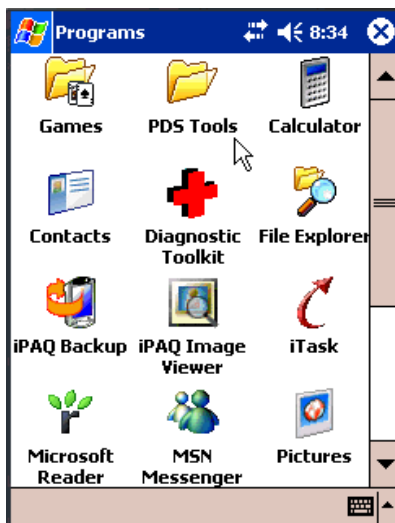 Programs 8:34
Games PDS Tools Calculator
Contacts Diagnostic Toolkit File Explorer
iPAQ Backup iPAQ Image Viewer iTask
Microsoft Reader MSN Messenger Pictures